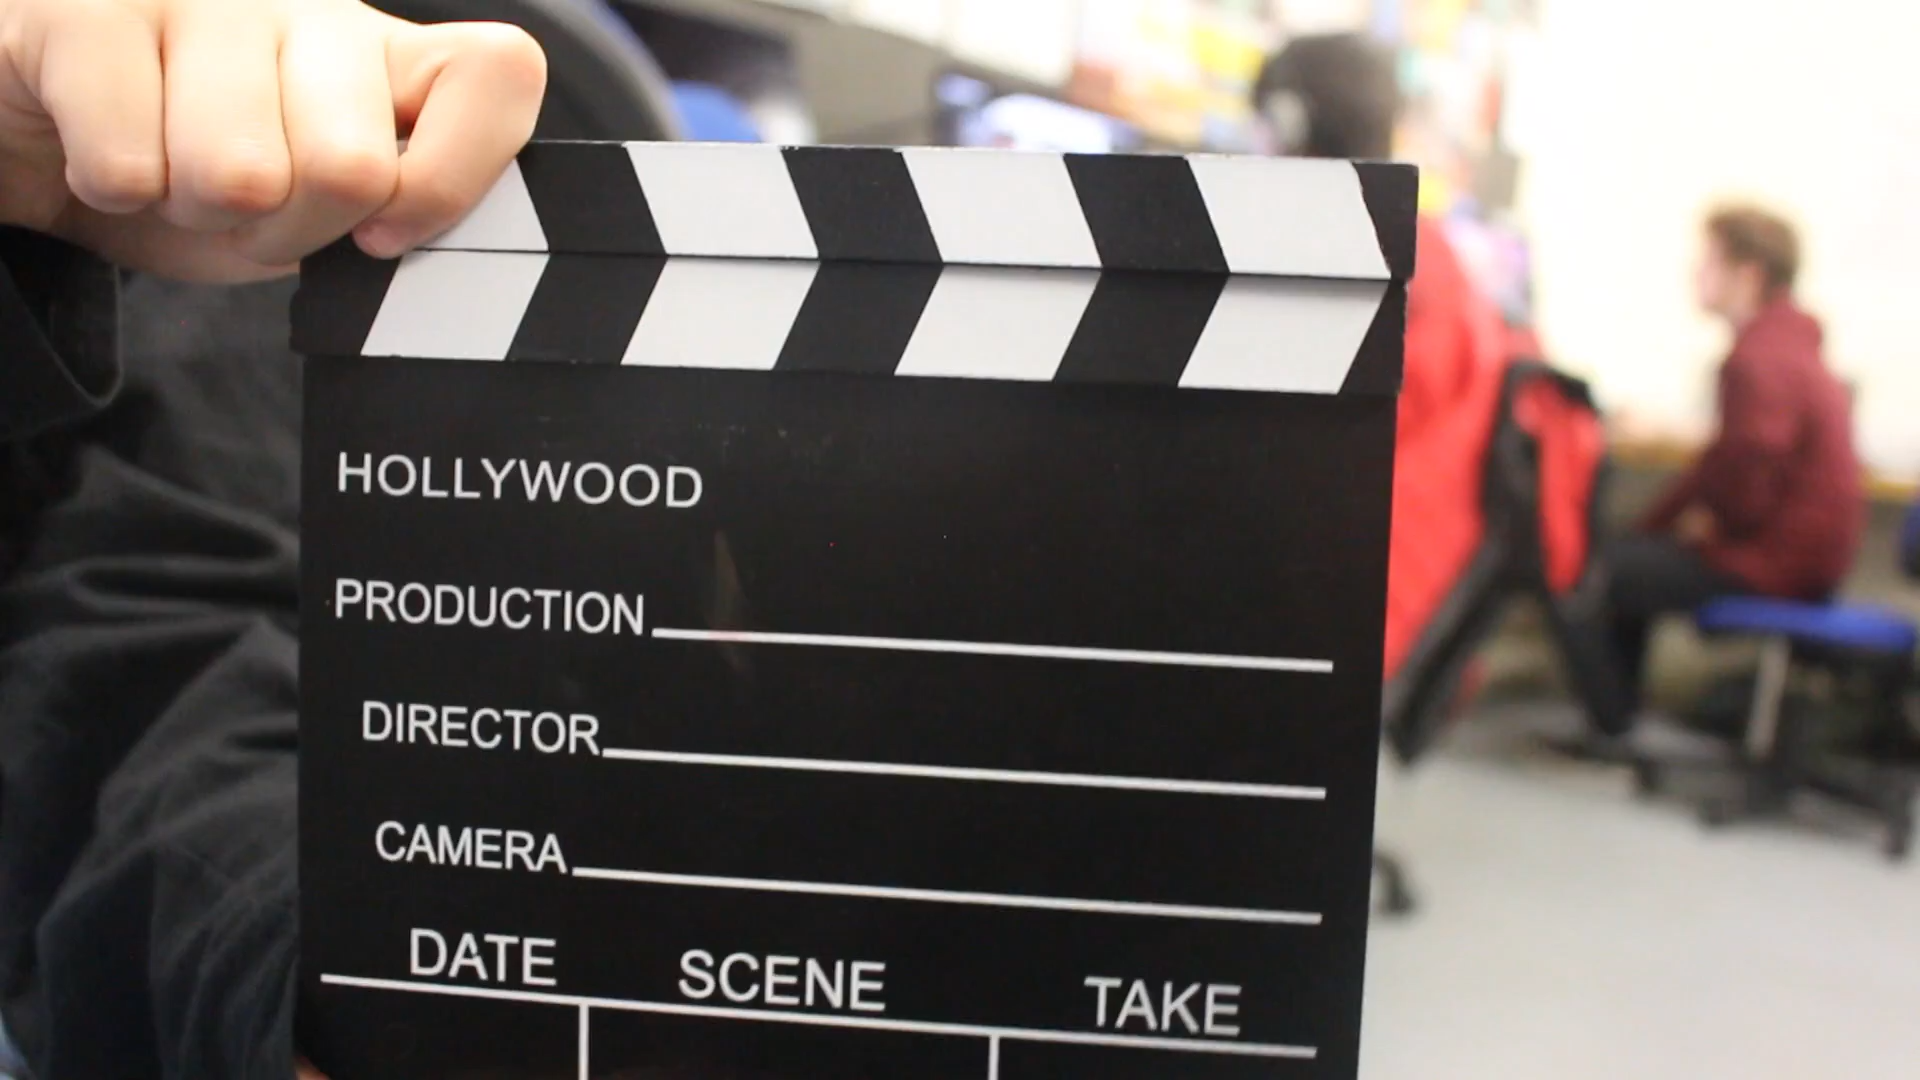 HOLLYWOOD
PRODUCTION
DIRECTOR
CAMERA
DATE SCENE TAKE